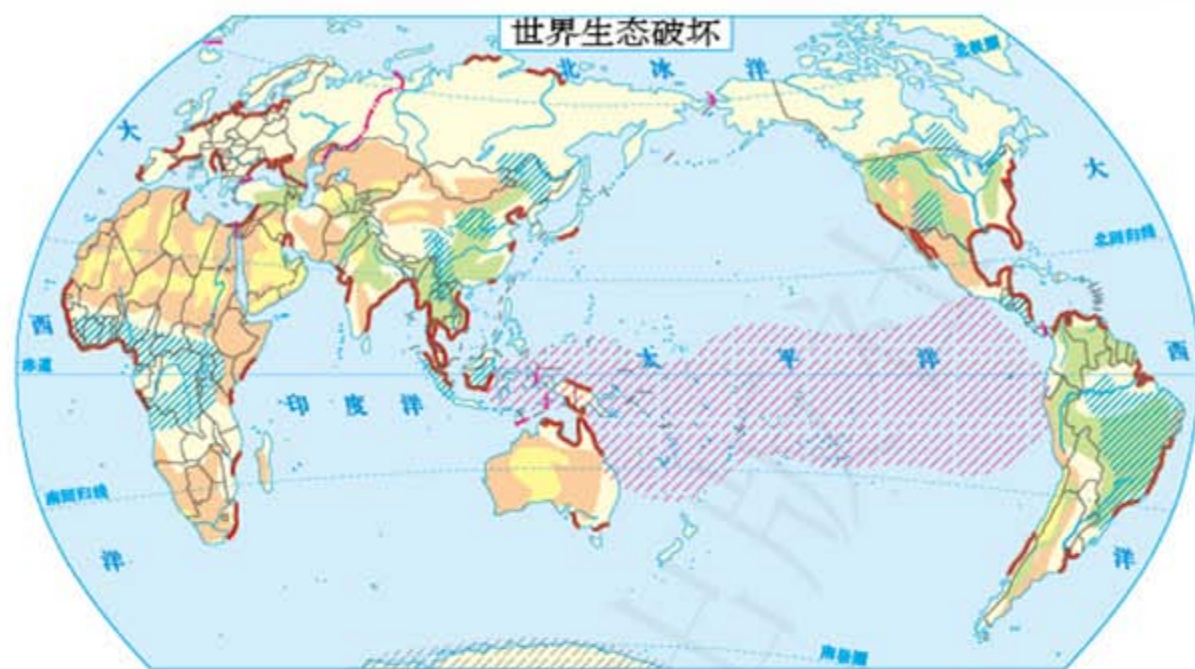 世界生态破坏
北冰洋
北极圈
大
大
北回归线
西
太平洋
西
赤道
印度洋
南回归线
洋
洋
南极圈